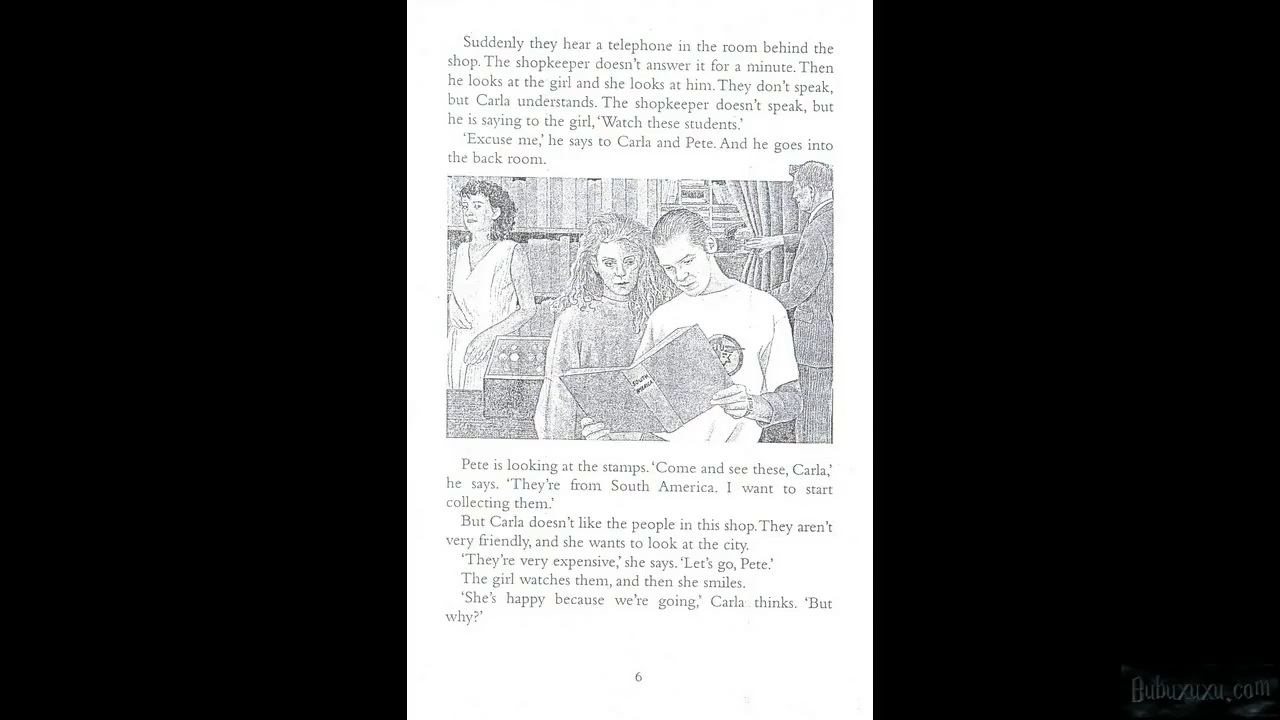 Suddenly they hear a telephone in the room behind the
shop. The shopkeeper doesn't answer it for a minute. Then
he looks at the girl and she looks at him. They don't speak,
but Carla understands. The shopkeeper doesn't speak, but
he is saying to the girl, 'Watch these students.'
'Excuse me,' he says to Carla and Pete. And he goes into
the back room.
SOUTH
AMERICA
Pete is looking at the stamps. 'Come and see these, Carla,'
he says. 'They're from South America. I want to start
collecting them.'
But Carla doesn't like the people in this shop. They aren't
very friendly, and she wants to look at the city.
'They're very expensive,' she says. 'Let's go, Pete.'
The girl watches them, and then she smiles.
'She's happy because we're going,' Carla thinks. 'But
why?'
6
Bubuxuxu.com